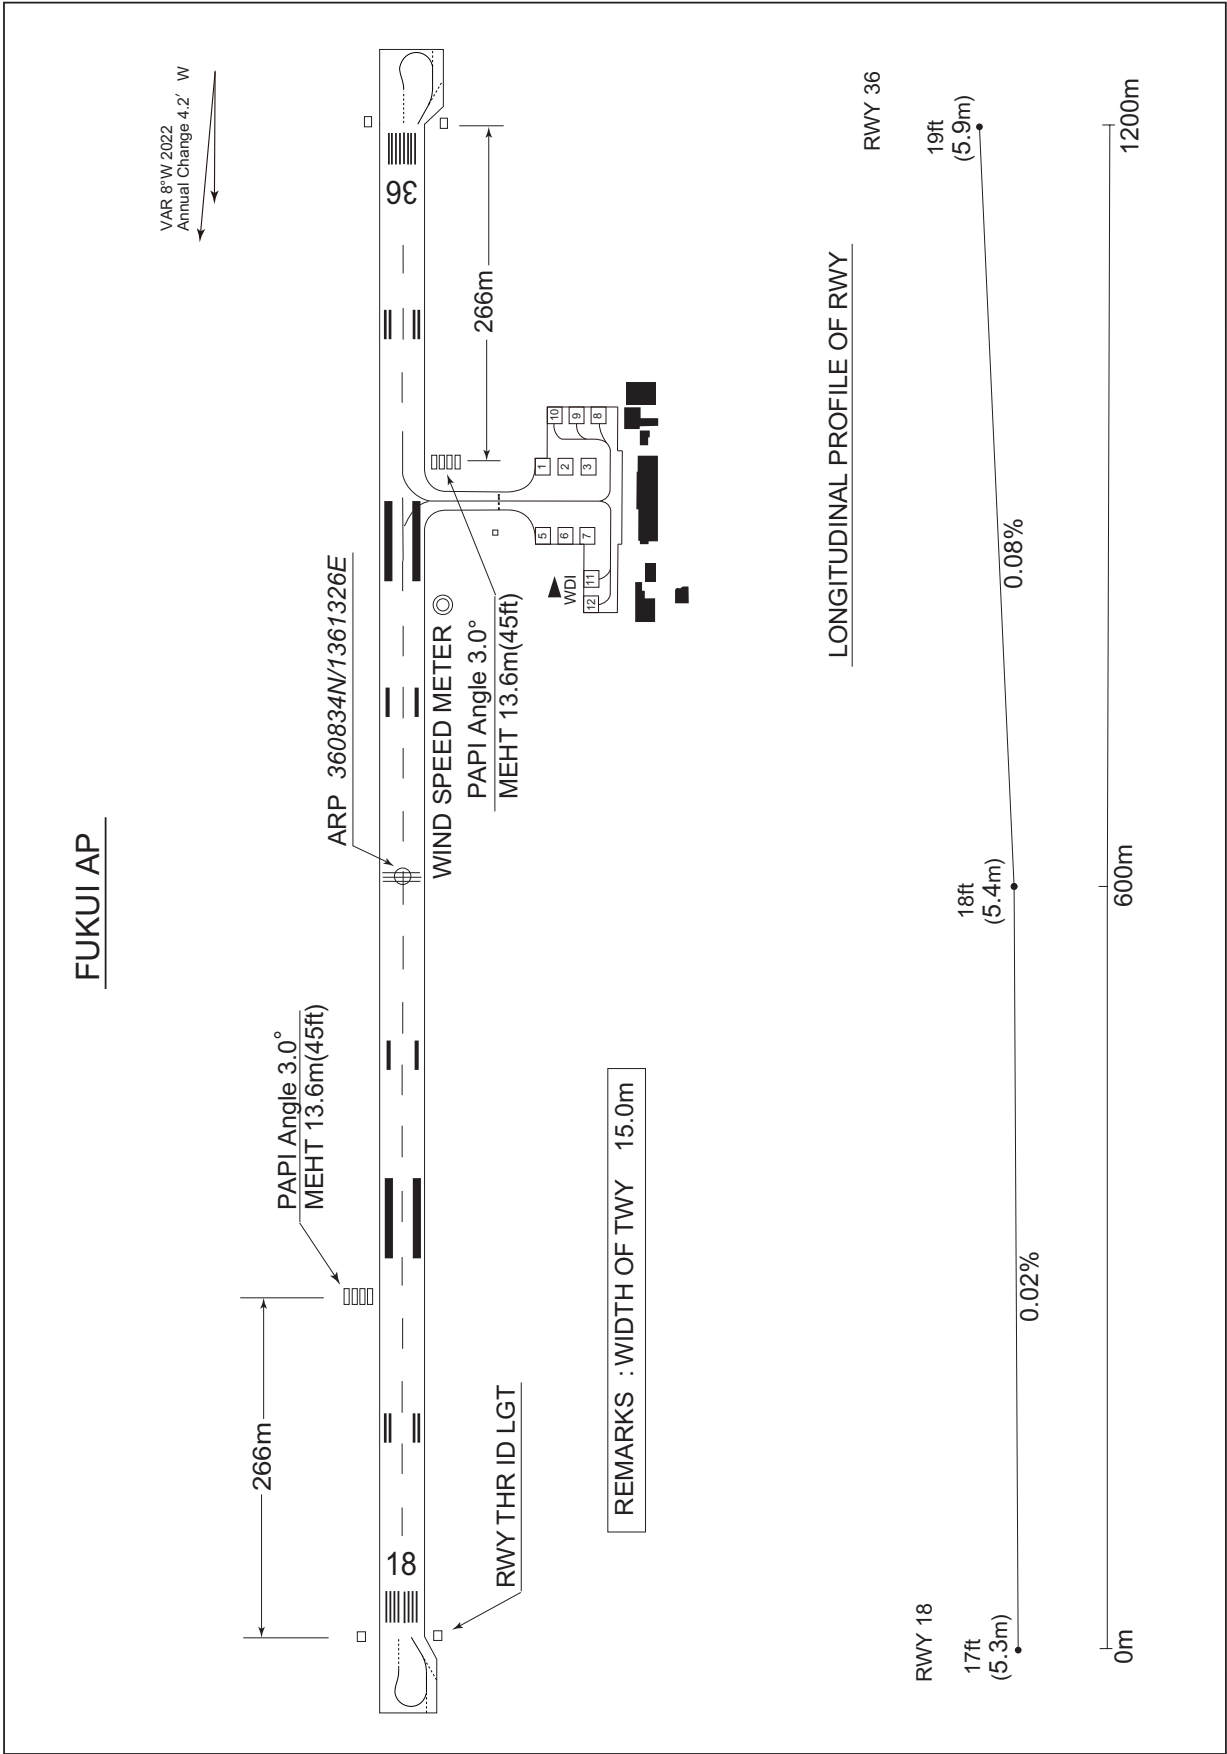 FUKUI AP
VAR 8°W 2022
Annual Change 4.2′ W
266m
PAPI Angle 3.0°
MEHT 13.6m(45ft)
ARP 360834N/1361326E
18
36
RWY THR ID LGT
WIND SPEED METER
PAPI Angle 3.0°
MEHT 13.6m(45ft)
266m
WDI
12
11
5
6
7
1
2
3
10
9
8
REMARKS : WIDTH OF TWY 15.0m
LONGITUDINAL PROFILE OF RWY
RWY 18
RWY 36
17ft
(5.3m)
18ft
(5.4m)
19ft
(5.9m)
0.02%
0.08%
0m
600m
1200m